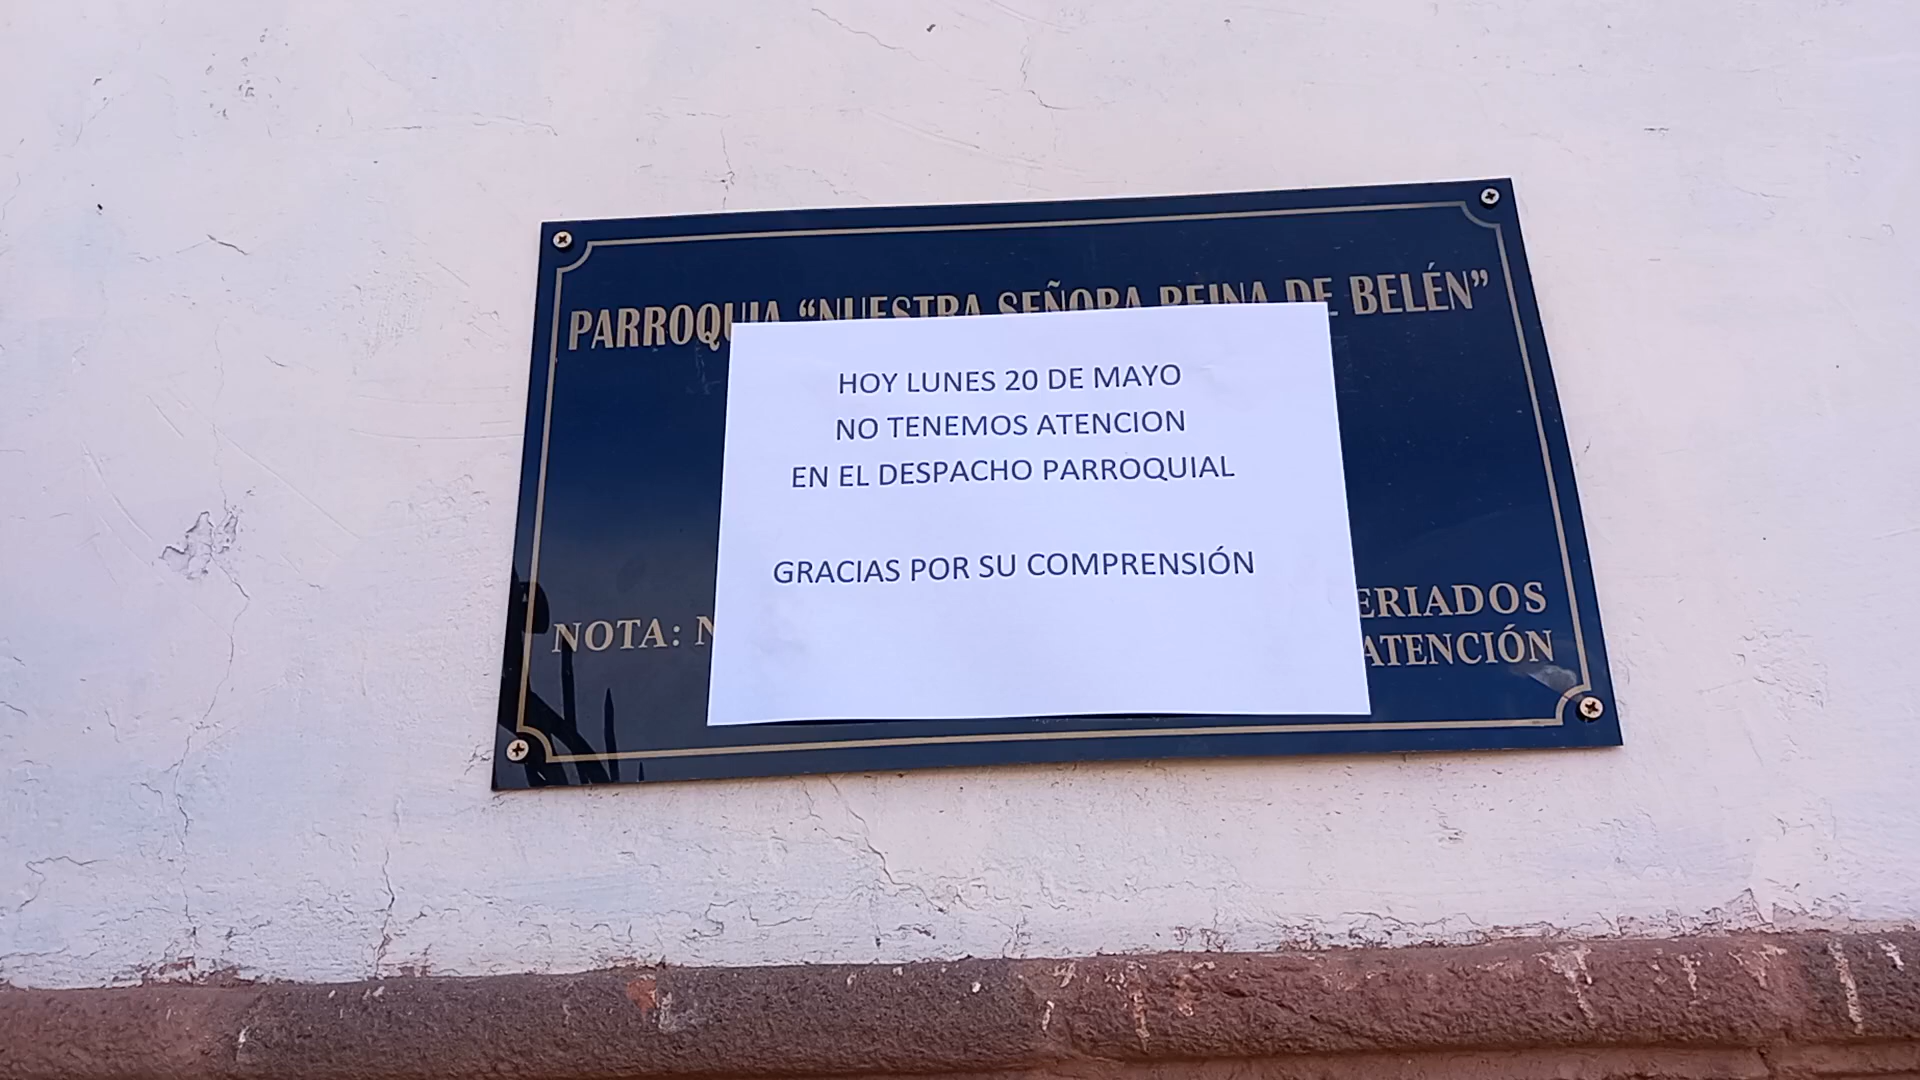 PARROQUIA “NUESTRA SEÑORA REINA DE BELÉN”
HOY LUNES 20 DE MAYO
NO TENEMOS ATENCION
EN EL DESPACHO PARROQUIAL
GRACIAS POR SU COMPRENSIÓN
NOTA:
ERIADOS
ATENCIÓN